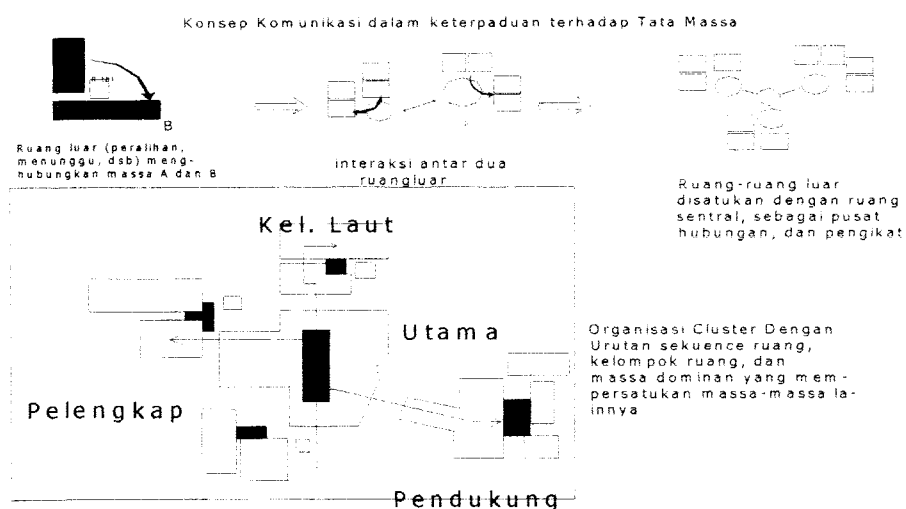 Konsep Komunikasi dalam keterpaduan terhadap Tata Massa
B
Ruang luar (peralihan,
menunggu, dsb) meng-
hubungkan massa A dan B
interaksi antar dua
ruangluar
Ruang-ruang luar
disatukan dengan ruang
sentral, sebagai pusat
hubungan, dan pengikat
Kel. Laut
Utama
Pelengkap
Pendukung
Organisasi Cluster Dengan
Urutan sekuence ruang,
kelompok ruang, dan
massa dominan yang mem-
persatukan massa-massa la-
innya